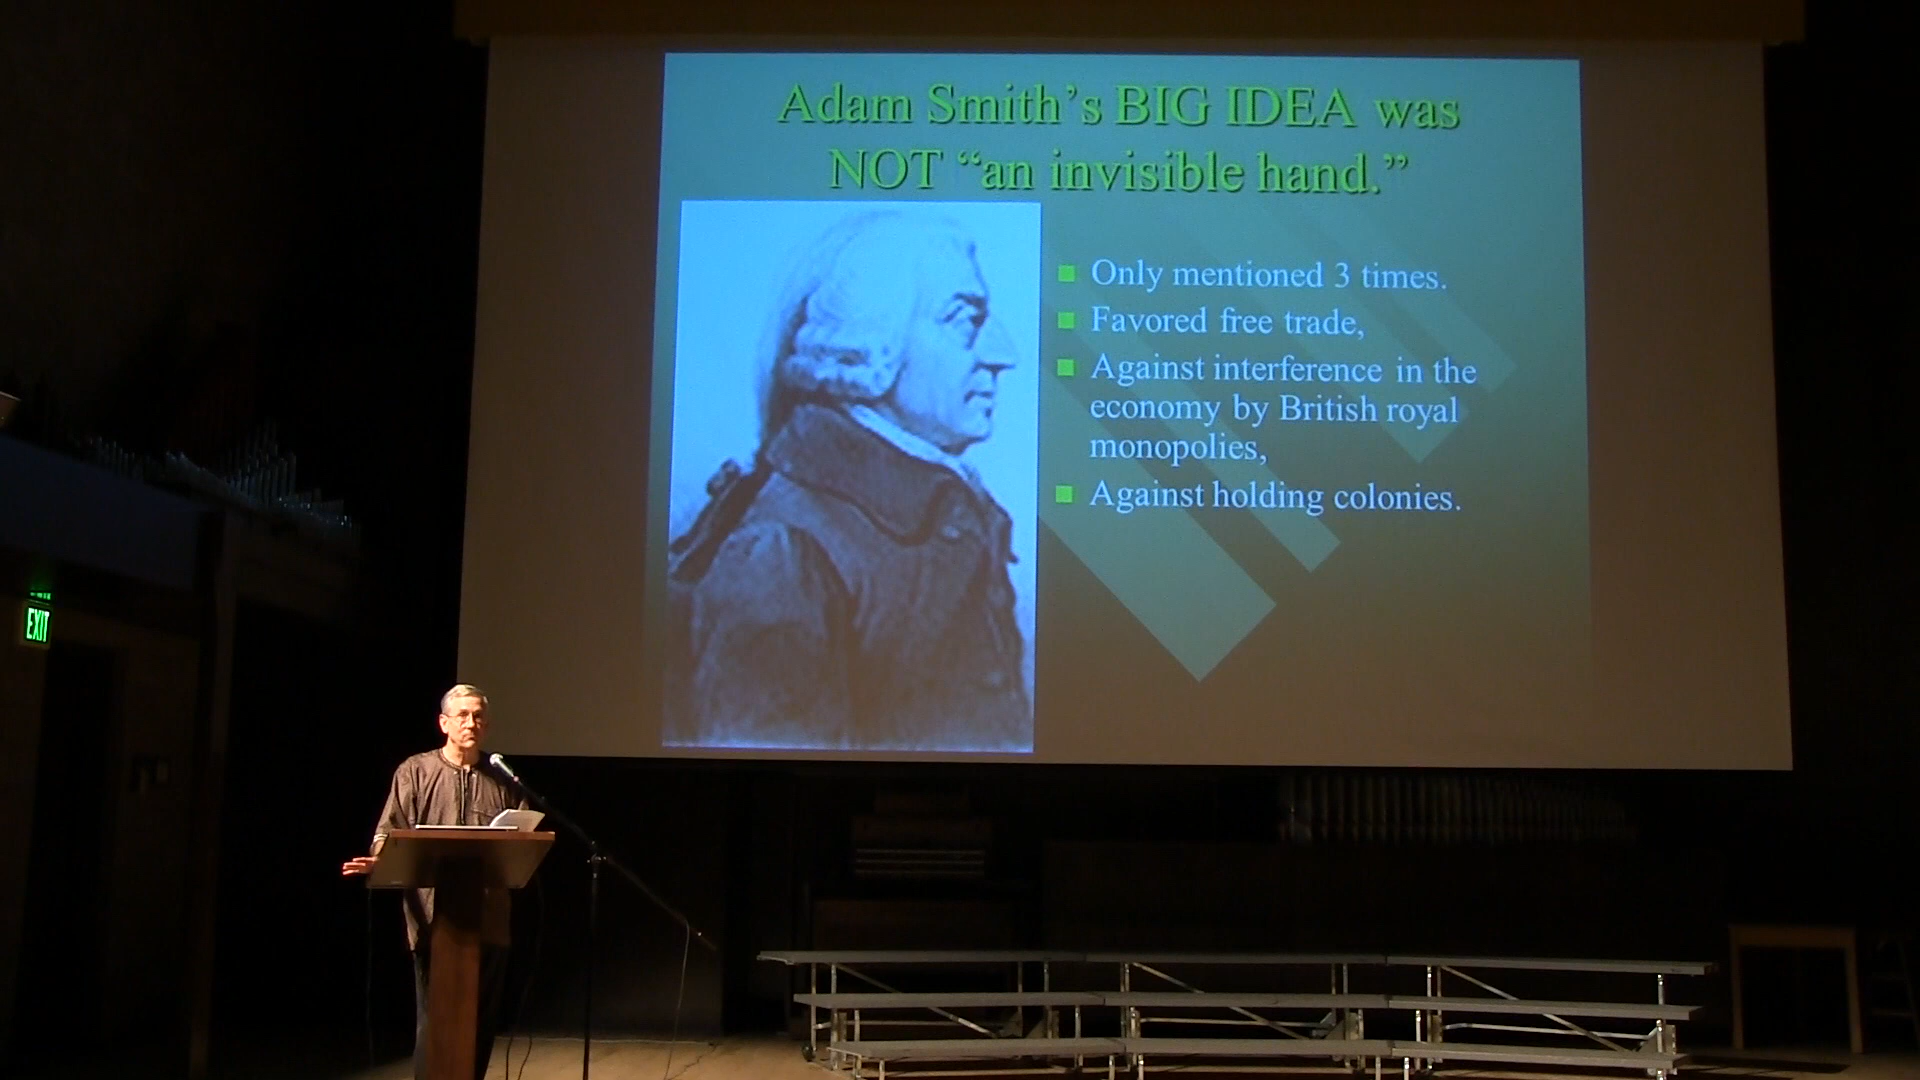 Adam Smith’s BIG IDEA was
NOT “an invisible hand.”
Only mentioned 3 times.
Favored free trade,
Against interference in the
economy by British royal
monopolies,
Against holding colonies.
EXIT